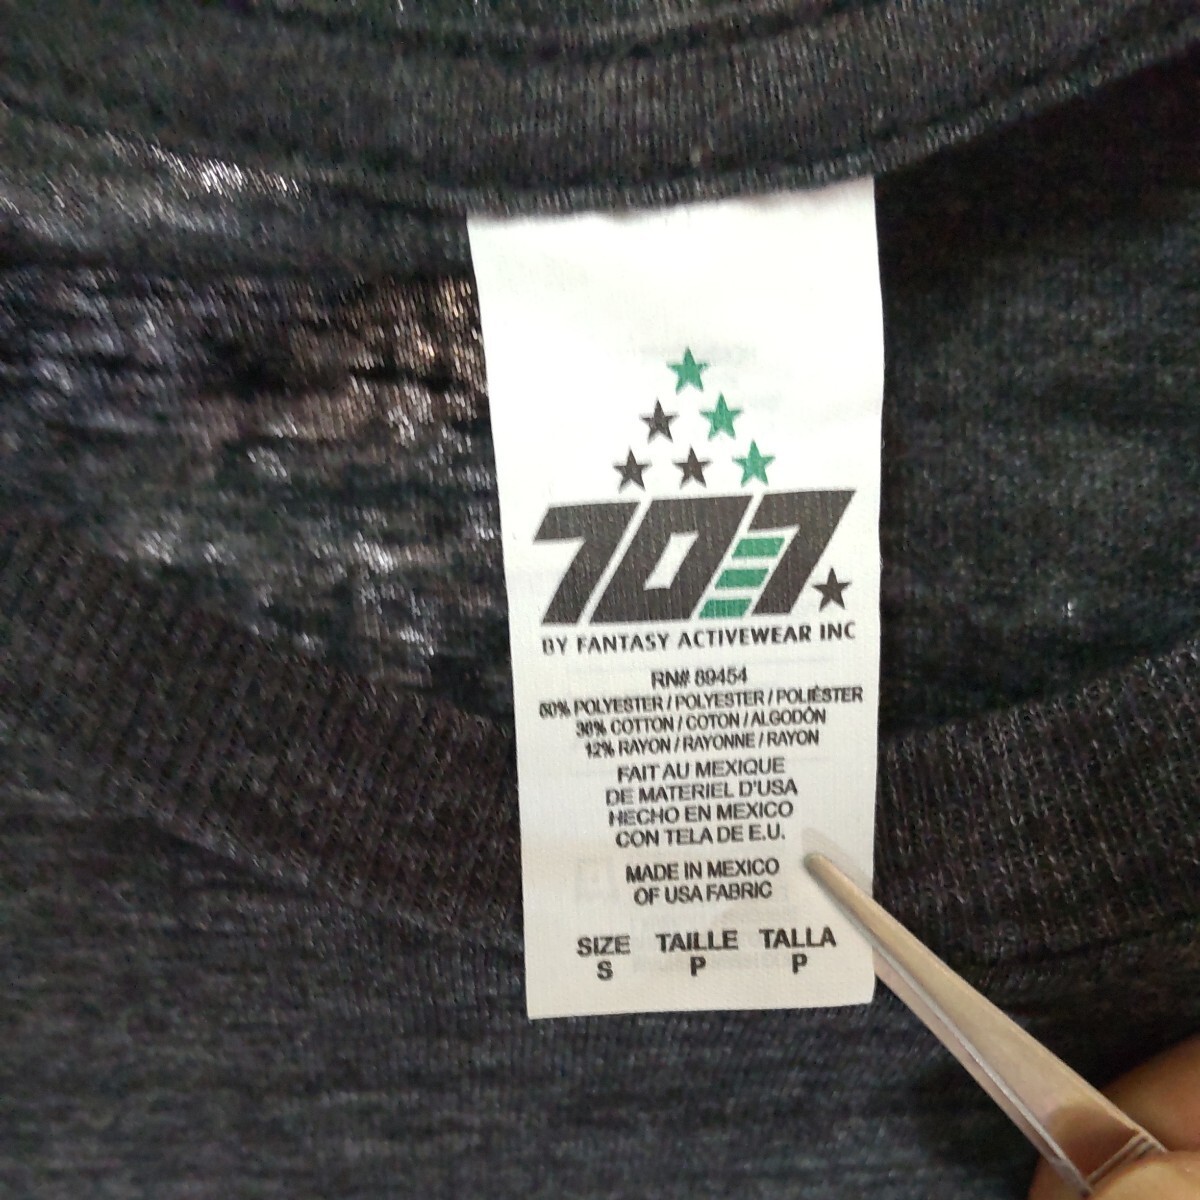 707
BY FANTASY ACTIVEWEAR INC
RN# 89454
50% POLYESTER / POLYESTER / POLIÉSTER
38% COTTON / COTON / ALGODÓN
12% RAYON / RAYONNE / RAYON
FAIT AU MEXIQUE
DE MATERIEL D'USA
HECHO EN MEXICO
CON TELA DE E.U.
MADE IN MEXICO
OF USA FABRIC
SIZE TAILLE TALLA
S P P